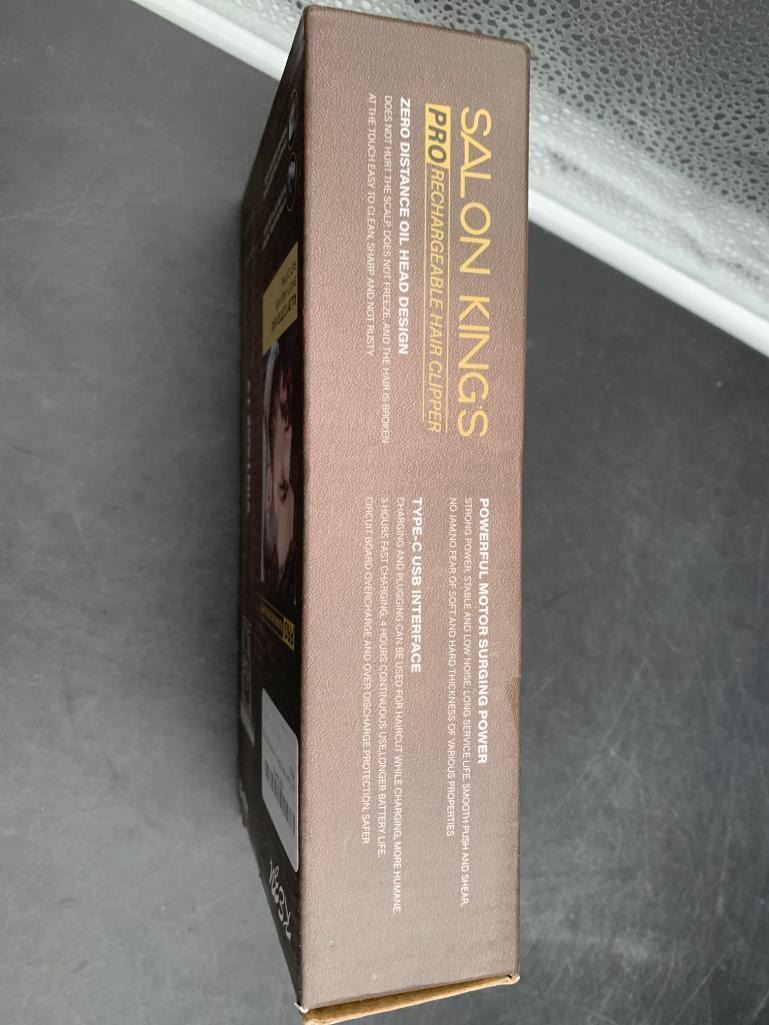 SALON KING'S
PRO RECHARGEABLE HAIR CLIPPER
ZERO DISTANCE OIL HEAD DESIGN
DOES NOT HURT THE SCALP, DOES NOT FREEZE, AND THE HAIR IS BROKEN
AT THE TOUCH EASY TO CLEAN, SHARP AND NOT RUSTY
POWERFUL MOTOR SURGING POWER
STRONG POWER, STABLE AND LOW NOISE, LONG SERVICE LIFE, SMOOTH PUSH AND SHEAR,
NO JAM,NO FEAR OF SOFT AND HARD THICKNESS OF VARIOUS PROPERTIES
TYPE-C USB INTERFACE
CHARGING AND PLUGGING CAN BE USED FOR HAIRCUT WHILE CHARGING, MORE HUMANE.
3 HOURS FAST CHARGING, 4 HOURS CONTINUOUS USE,LONGER BATTERY LIFE.
CIRCUIT BOARD OVERCHARGE AND OVER DISCHARGE PROTECTION, SAFER